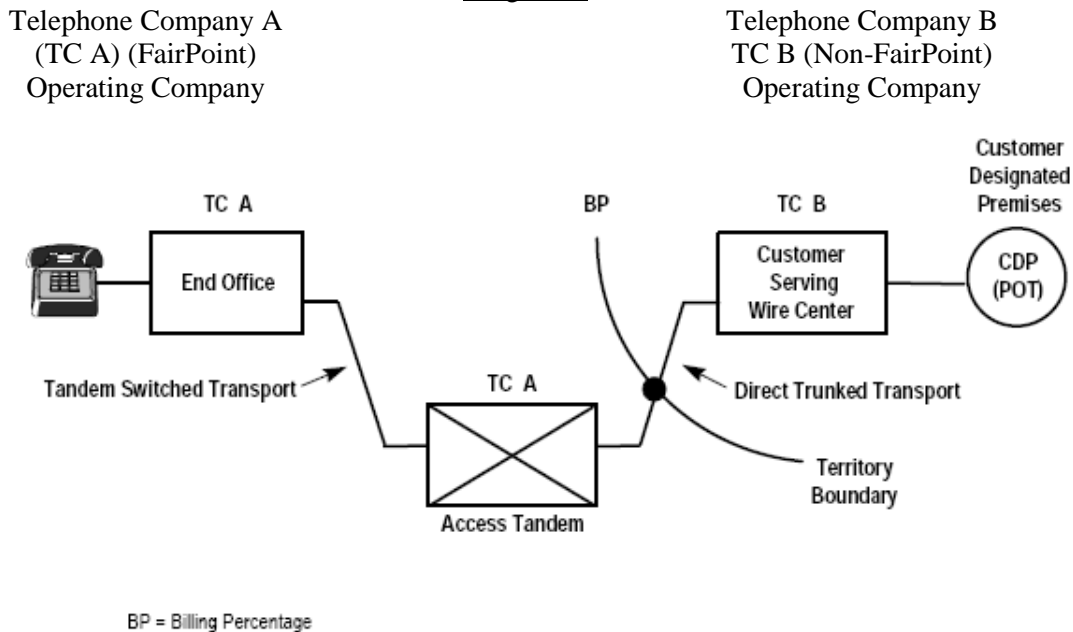 Telephone Company A
(TC A) (FairPoint)
Operating Company
Telephone Company B
TC B (Non-FairPoint)
Operating Company
TC A
End Office
Tandem Switched Transport
TC A
Access Tandem
BP
TC B
Customer
Serving
Wire Center
Customer
Designated
Premises
CDP
(POT)
Direct Trunked Transport
Territory
Boundary
BP = Billing Percentage